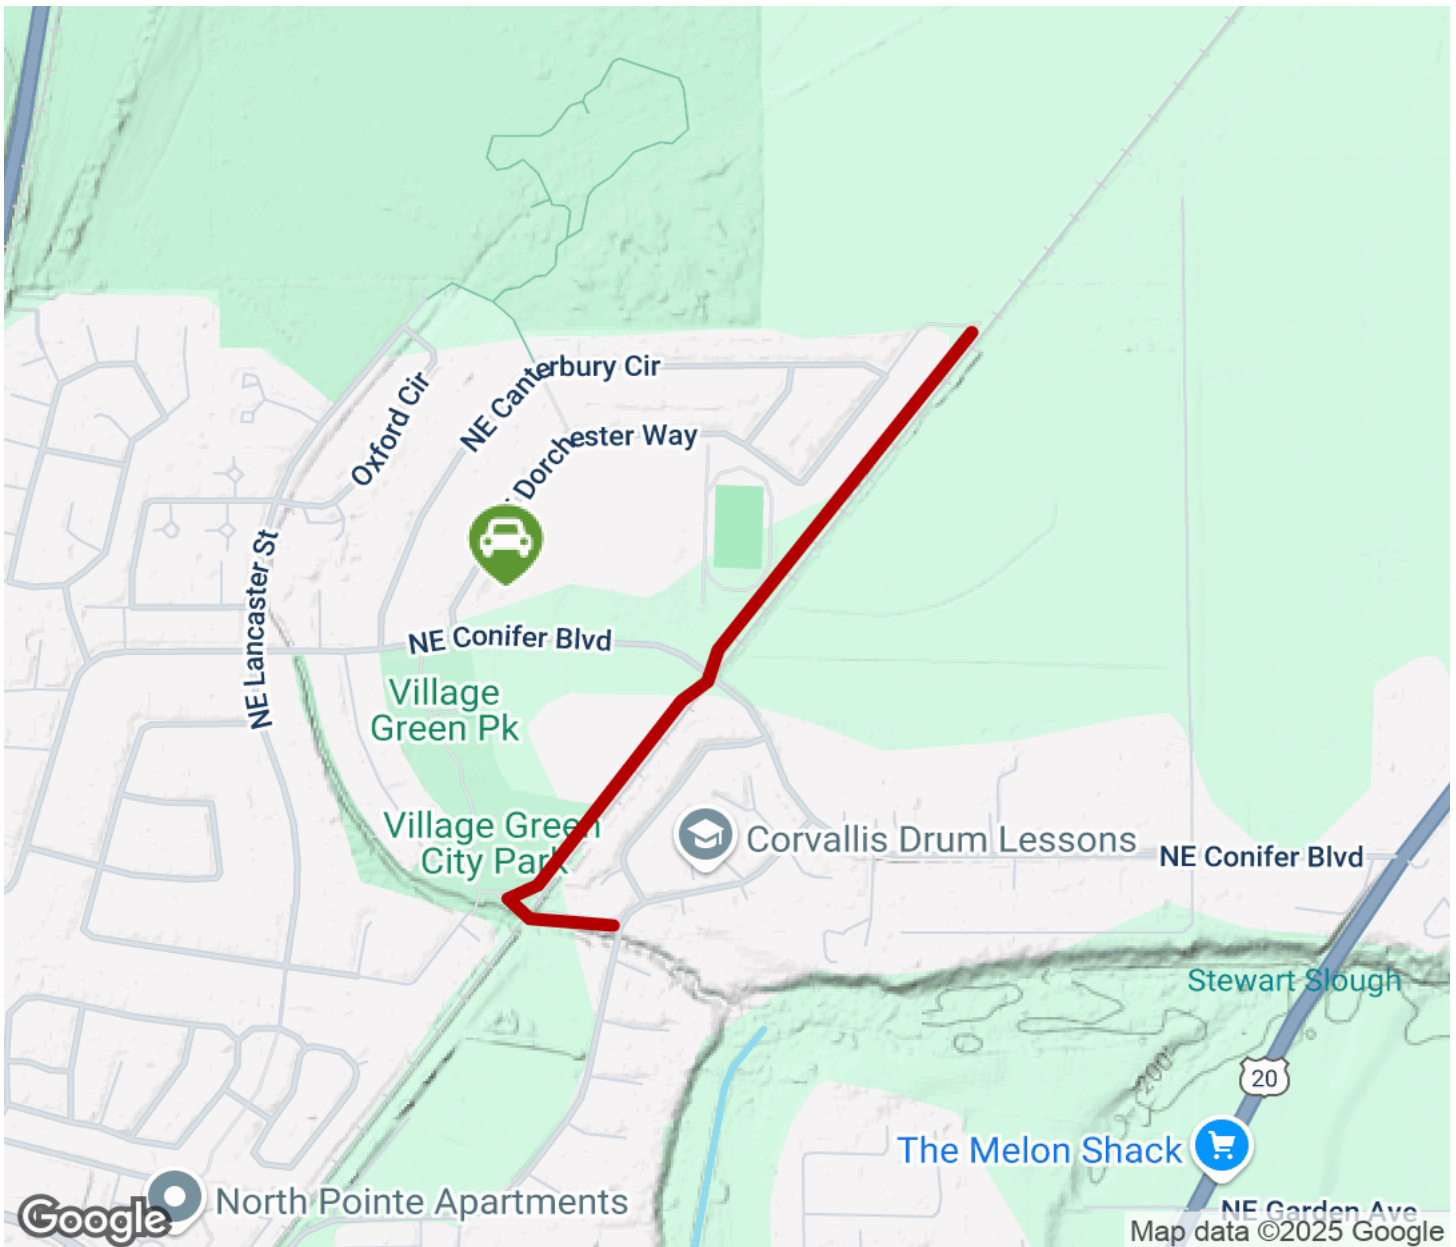 NE Canterbury Cir
Oxford Cir
Dorchester Way
NE Lancaster St
NE Conifer Blvd
Village
Green Pk
Village Green
City Park
Corvallis Drum Lessons
NE Conifer Blvd
Stewart Slough
200'
20
The Melon Shack
North Pointe Apartments
NE Garden Ave
Google
Map data ©2025 Google